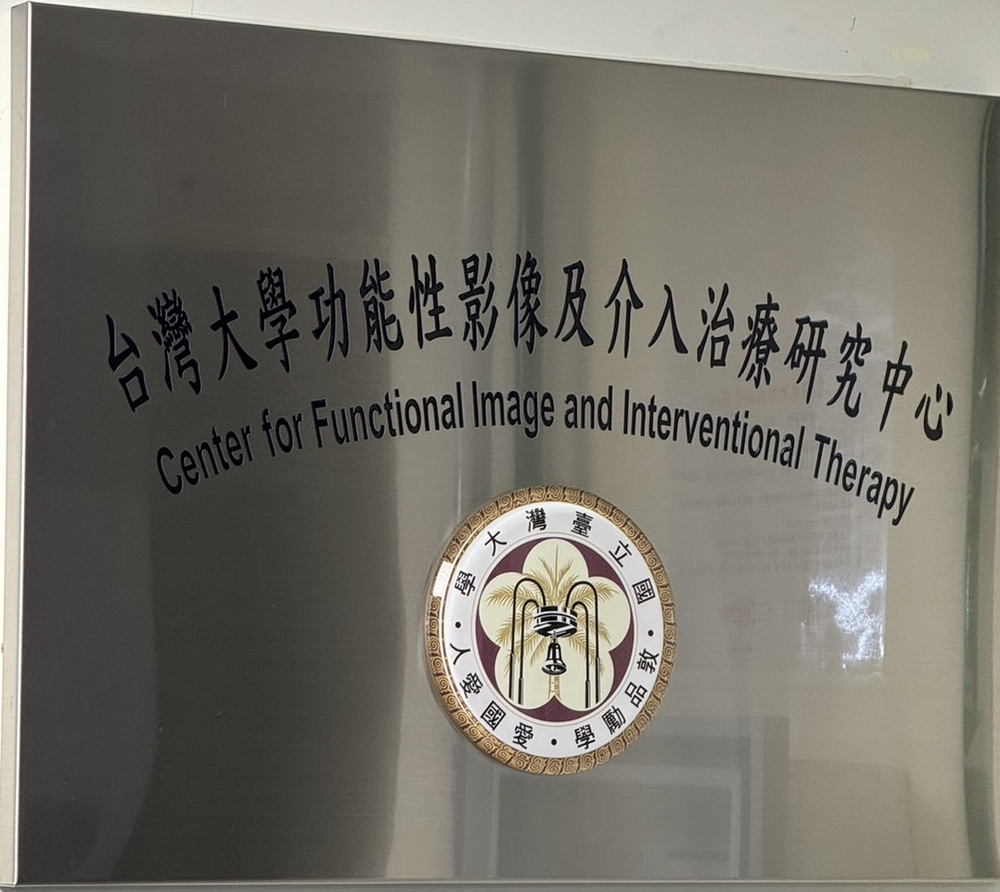 台灣大學功能性影像及介入治療研究中心
Center for Functional Image and Interventional Therapy
國立臺灣大學
敦品勵學・愛國愛人